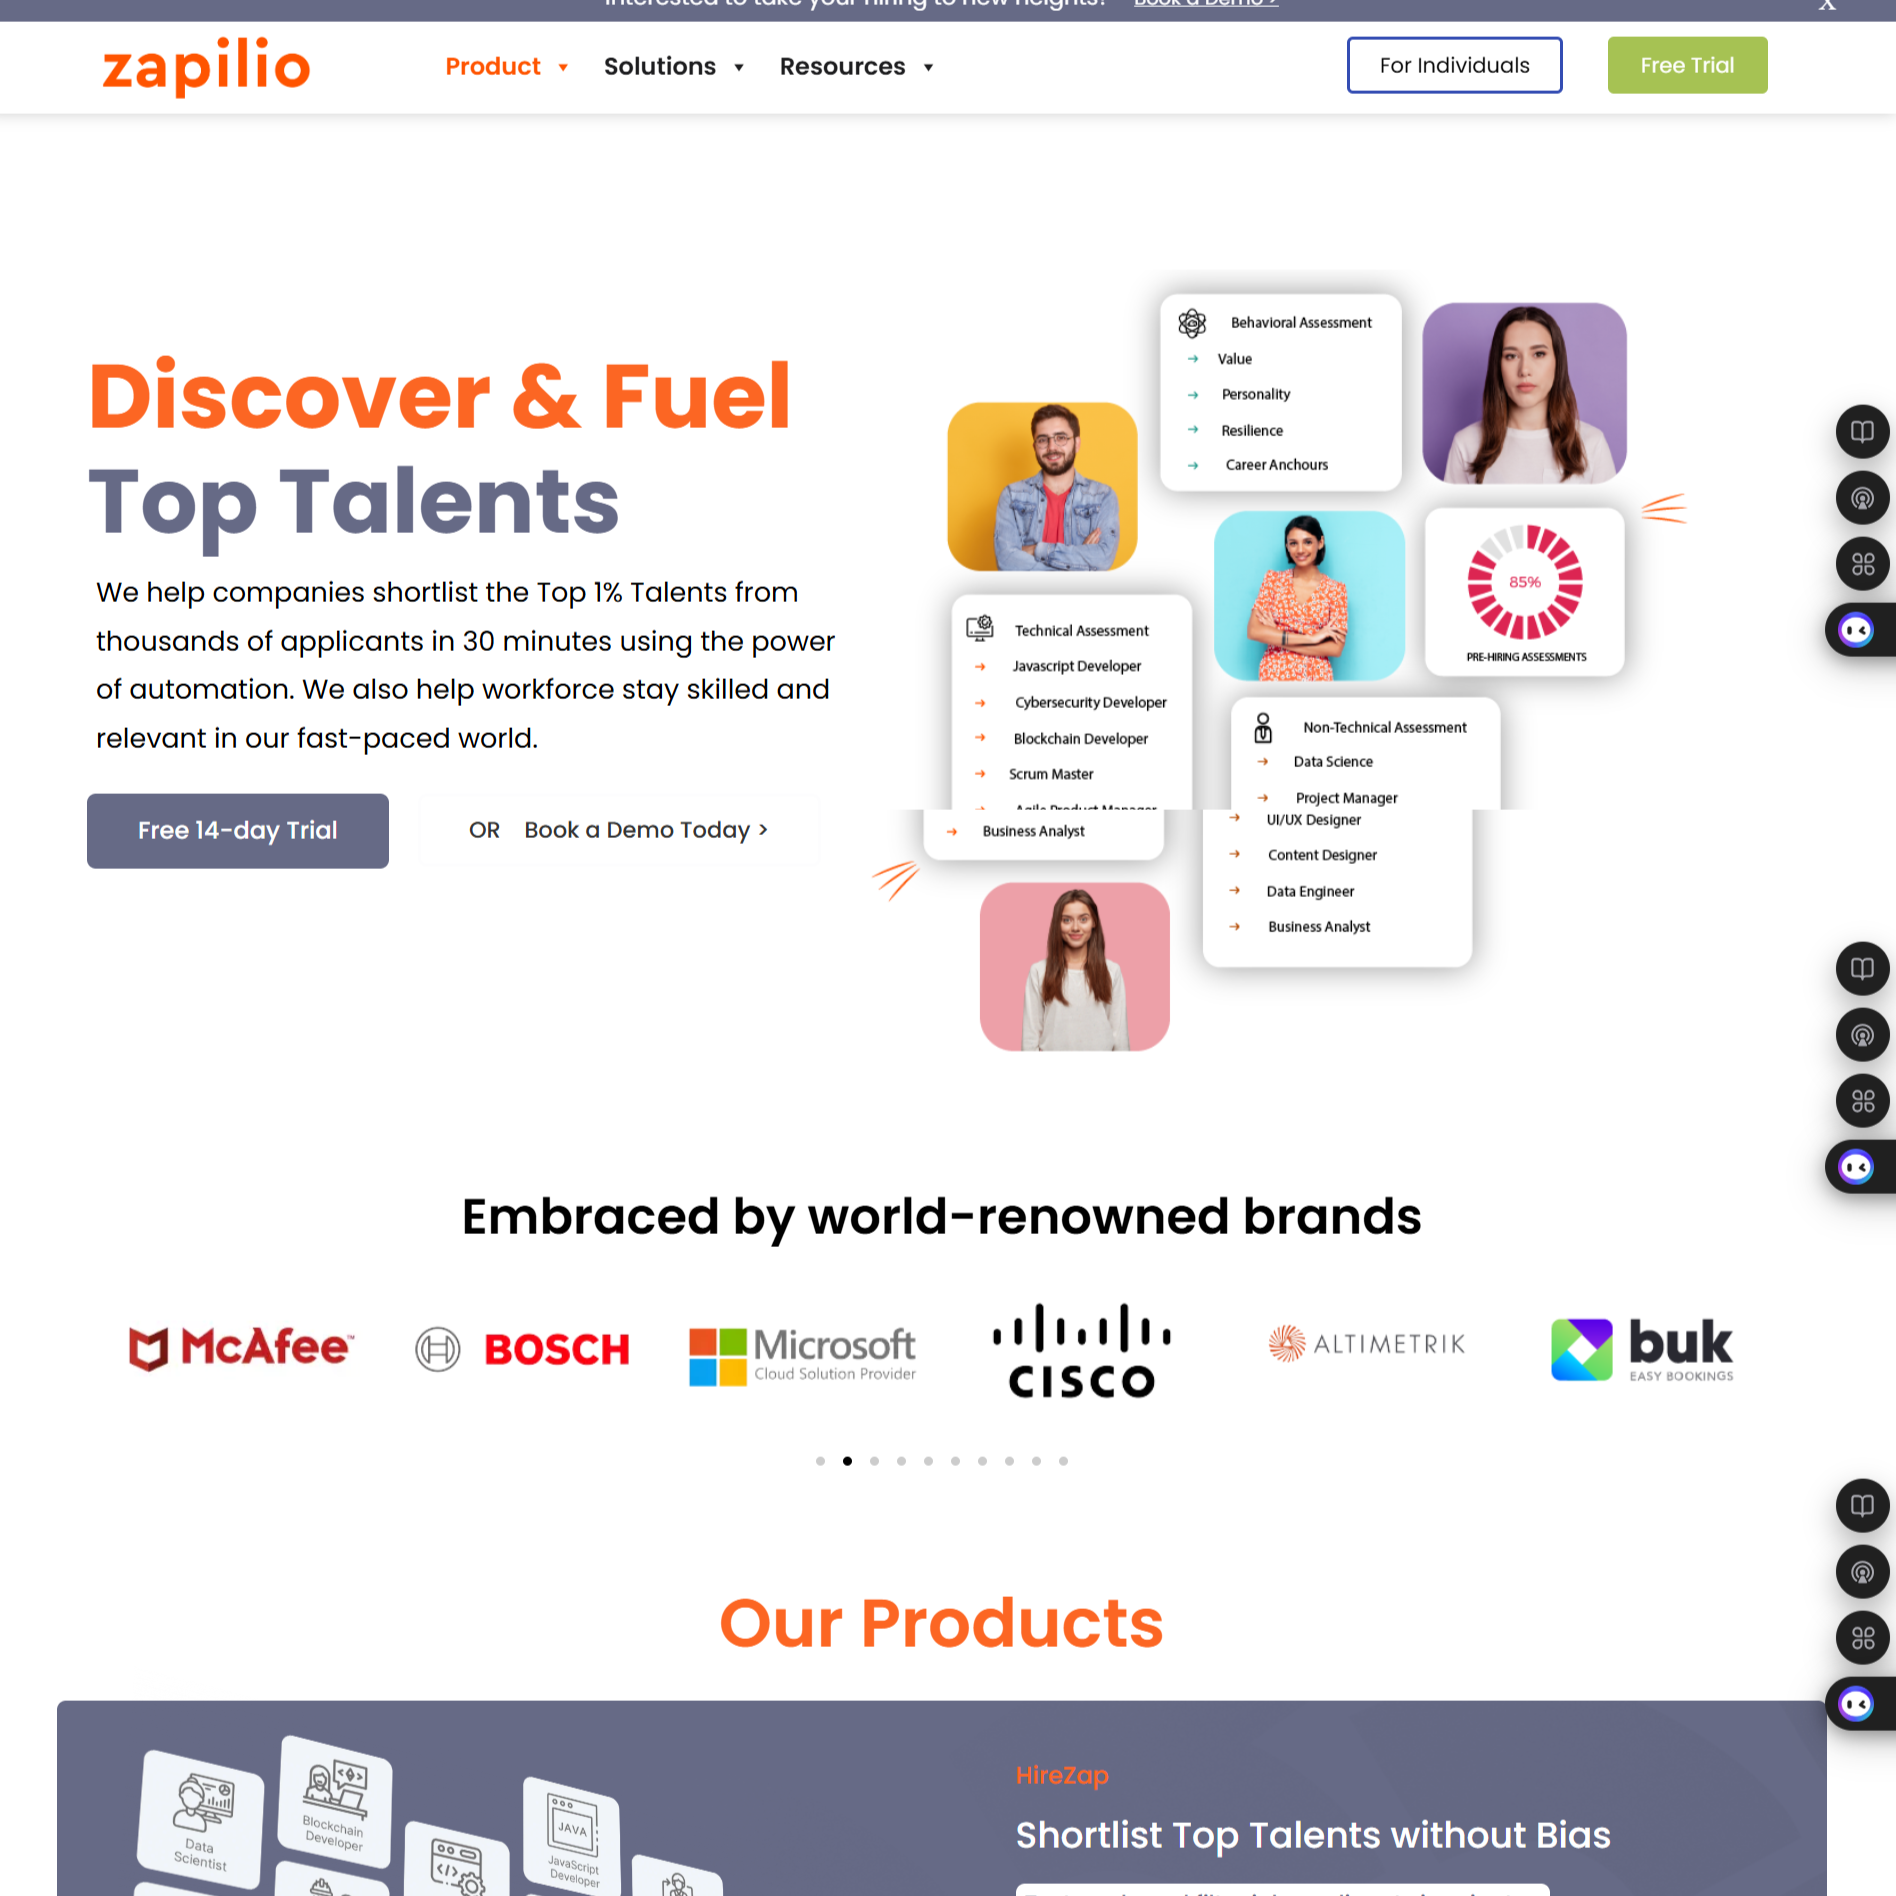 Interested to take your hiring to new heights? Book a Demo >
X
zapilio
Product
Solutions
Resources
For Individuals
Free Trial
Discover & Fuel
Top Talents
We help companies shortlist the Top 1% Talents from
thousands of applicants in 30 minutes using the power
of automation. We also help workforce stay skilled and
relevant in our fast-paced world.
Free 14-day Trial
OR Book a Demo Today >
Behavioral Assessment
Value
Personality
Resilience
Career Anchours
85%
PRE-HIRING ASSESSMENTS
Technical Assessment
Javascript Developer
Cybersecurity Developer
Blockchain Developer
Scrum Master
Agile Product Manager
Business Analyst
Non-Technical Assessment
Data Science
Project Manager
UI/UX Designer
Content Designer
Data Engineer
Business Analyst
Embraced by world-renowned brands
McAfee™
BOSCH
Microsoft
Cloud Solution Provider
CISCO
ALTIMETRIK
buk
EASY BOOKINGS
Our Products
Data
Scientist
Blockchain
Developer
JAVA
JavaScript
Developer
HireZap
Shortlist Top Talents without Bias